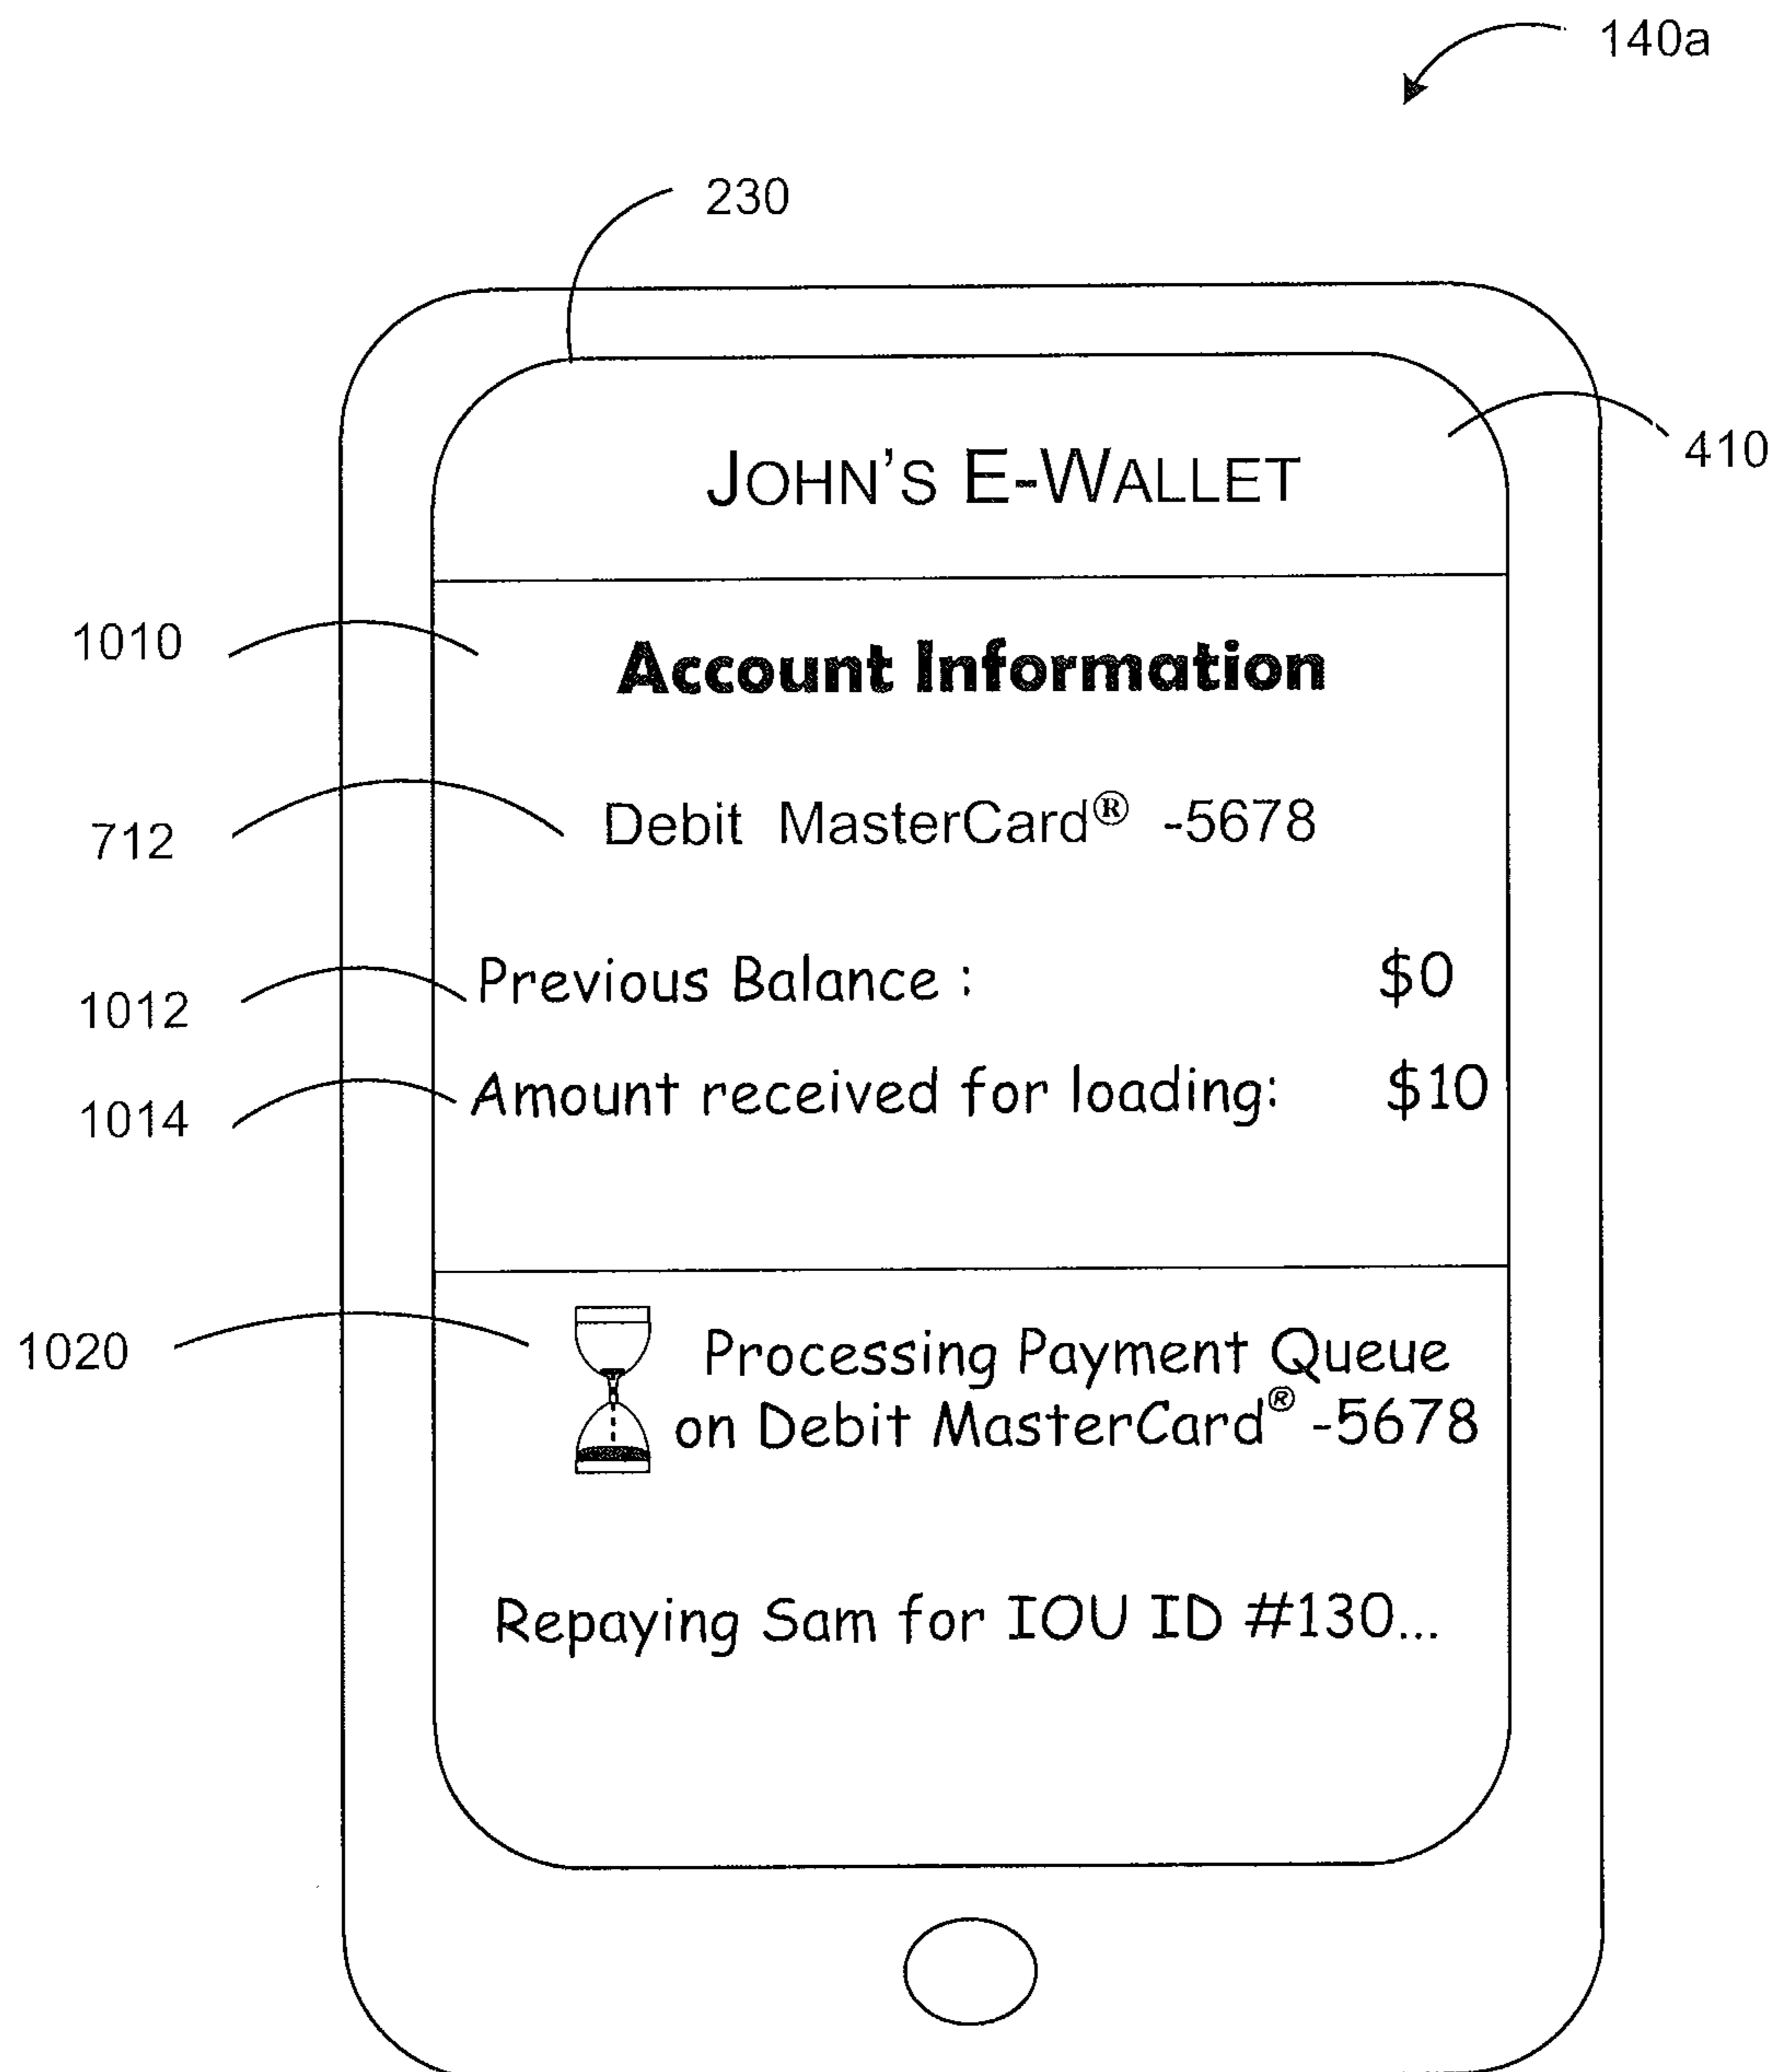 140a
230
410
JOHN'S E-WALLET
1010
Account Information
712
Debit MasterCard® -5678
1012
Previous Balance : $0
1014
Amount received for loading: $10
1020
Processing Payment Queue
on Debit MasterCard® -5678
Repaying Sam for IOU ID #130...